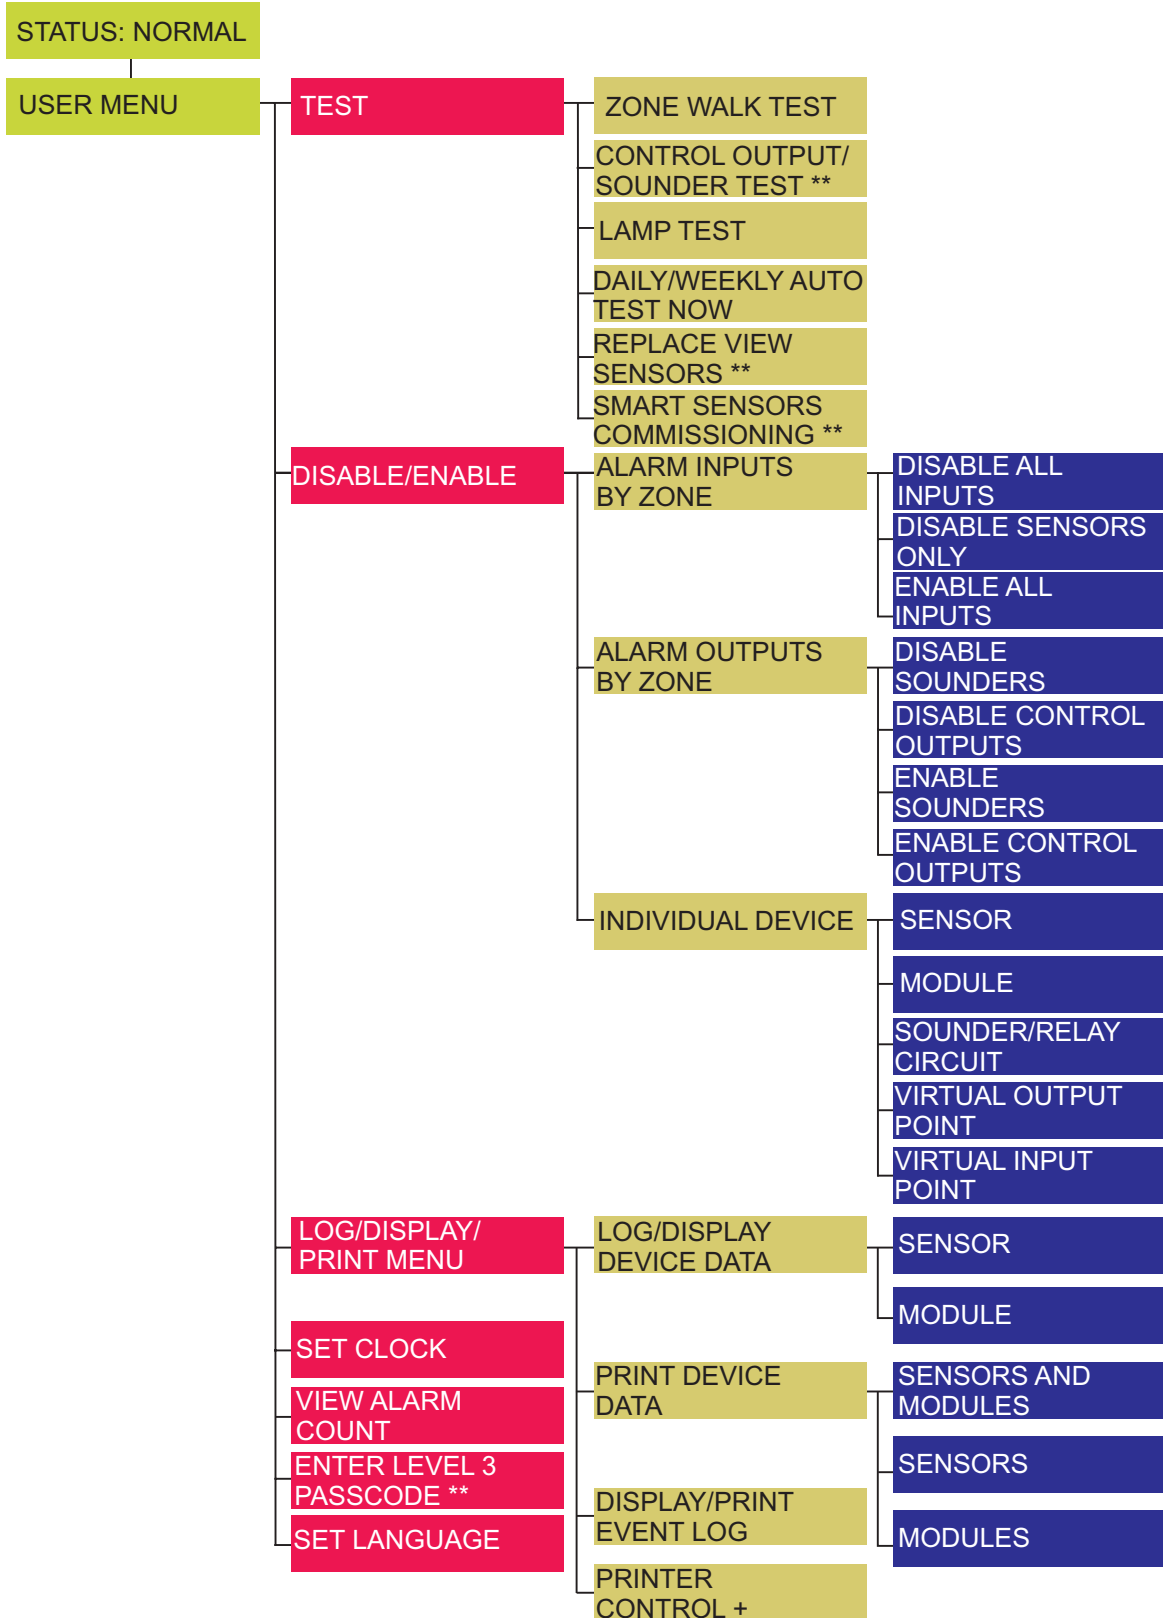 STATUS: NORMAL
USER MENU
TEST
ZONE WALK TEST
CONTROL OUTPUT/
SOUNDER TEST **
LAMP TEST
DAILY/WEEKLY AUTO
TEST NOW
REPLACE VIEW
SENSORS **
SMART SENSORS
COMMISSIONING **
DISABLE/ENABLE
ALARM INPUTS
BY ZONE
DISABLE ALL
INPUTS
DISABLE SENSORS
ONLY
ENABLE ALL
INPUTS
ALARM OUTPUTS
BY ZONE
DISABLE
SOUNDERS
DISABLE CONTROL
OUTPUTS
ENABLE
SOUNDERS
ENABLE CONTROL
OUTPUTS
INDIVIDUAL DEVICE
SENSOR
MODULE
SOUNDER/RELAY
CIRCUIT
VIRTUAL OUTPUT
POINT
VIRTUAL INPUT
POINT
LOG/DISPLAY/
PRINT MENU
LOG/DISPLAY
DEVICE DATA
SENSOR
MODULE
PRINT DEVICE
DATA
SENSORS AND
MODULES
SENSORS
MODULES
DISPLAY/PRINT
EVENT LOG
PRINTER
CONTROL +
SET CLOCK
VIEW ALARM
COUNT
ENTER LEVEL 3
PASSCODE **
SET LANGUAGE